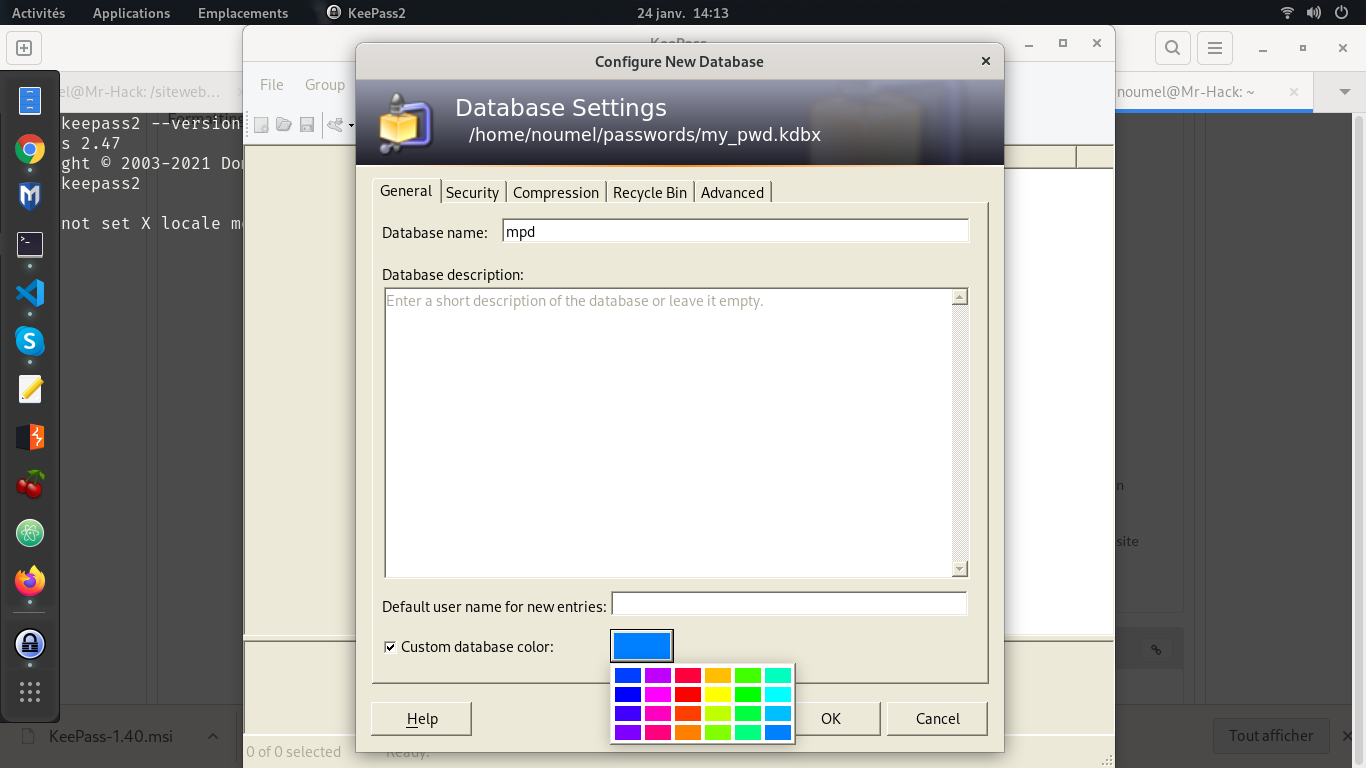 Activités Applications Emplacements KeePass2 24 janv. 14:13
KeePass
Configure New Database
File Group
Database Settings
/home/noumel/passwords/my_pwd.kdbx
el@Mr-Hack: /siteweb…
noumel@Mr-Hack: ~
keepass2 --version
s 2.47
ght © 2003-2021 Do
keepass2
not set X locale m
General Security Compression Recycle Bin Advanced
Database name: mpd
Database description:
Enter a short description of the database or leave it empty.
n
site
Default user name for new entries:
Custom database color:
Help OK Cancel
0 of 0 selected Ready.
KeePass-1.40.msi
Tout afficher